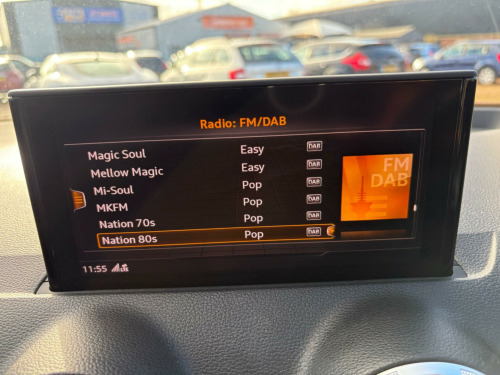 Radio: FM/DAB
Magic Soul Easy DAB
Mellow Magic Easy DAB
Mi-Soul Pop DAB
MKFM Pop DAB
Nation 70s Pop DAB
Nation 80s Pop DAB
FM
DAB
11:55 LTE